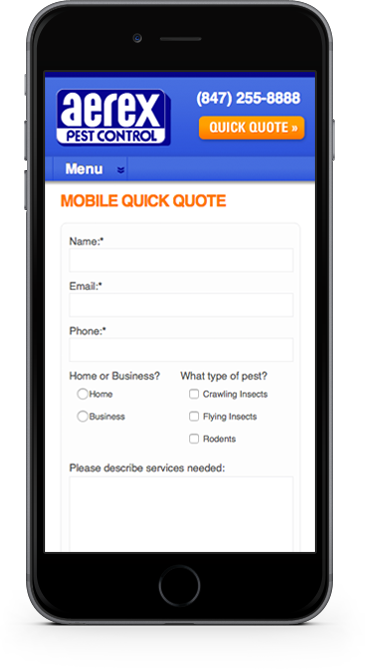 aerex
PEST CONTROL
(847) 255-8888
QUICK QUOTE »
Menu
MOBILE QUICK QUOTE
Name:*
Email:*
Phone:*
Home or Business?
Home
Business
What type of pest?
Crawling Insects
Flying Insects
Rodents
Please describe services needed: